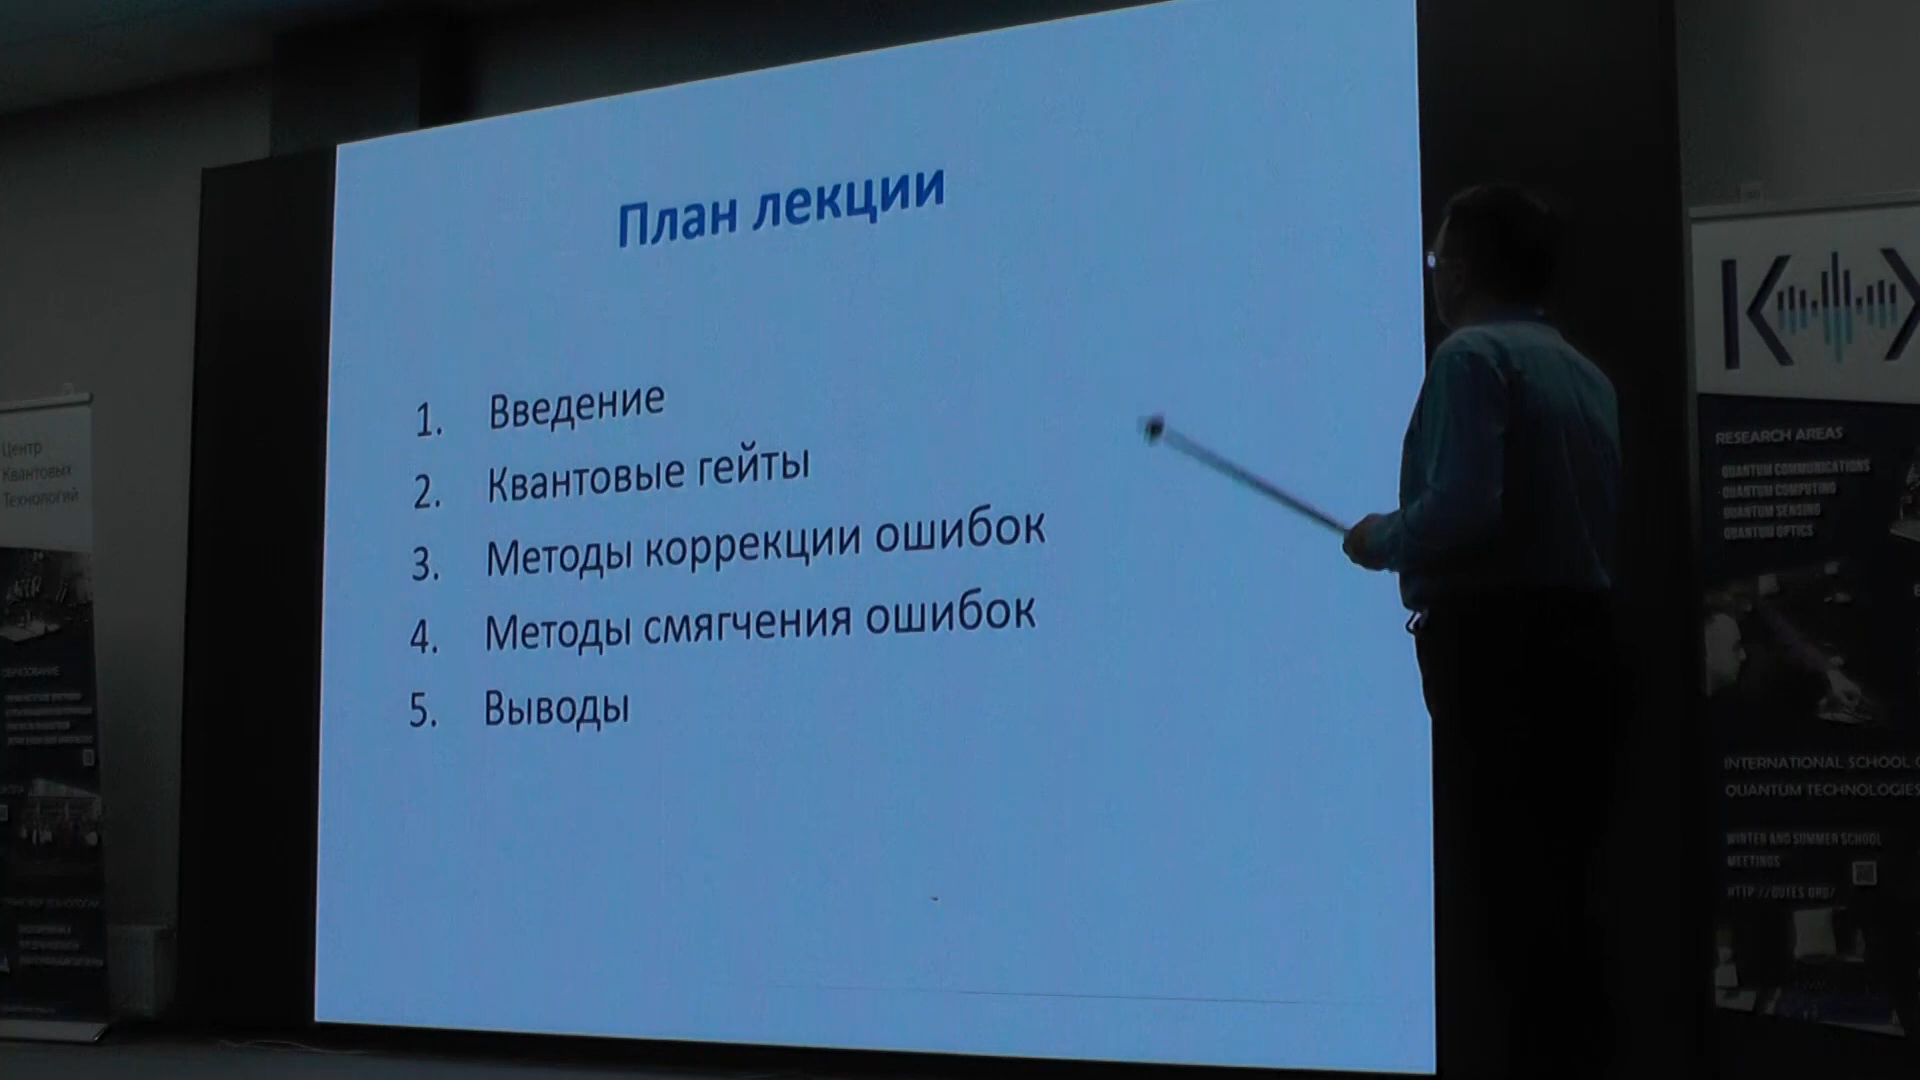 План лекции
1. Введение
2. Квантовые гейты
3. Методы коррекции ошибок
4. Методы смягчения ошибок
5. Выводы
Центр
Квантовых
Технологий
ОБРАЗОВАНИЕ
RESEARCH AREAS
QUANTUM COMMUNICATIONS
QUANTUM COMPUTING
QUANTUM SENSING
QUANTUM OPTICS
INTERNATIONAL SCHOOL
QUANTUM TECHNOLOGIES
WINTER AND SUMMER SCHOOL
MEETINGS